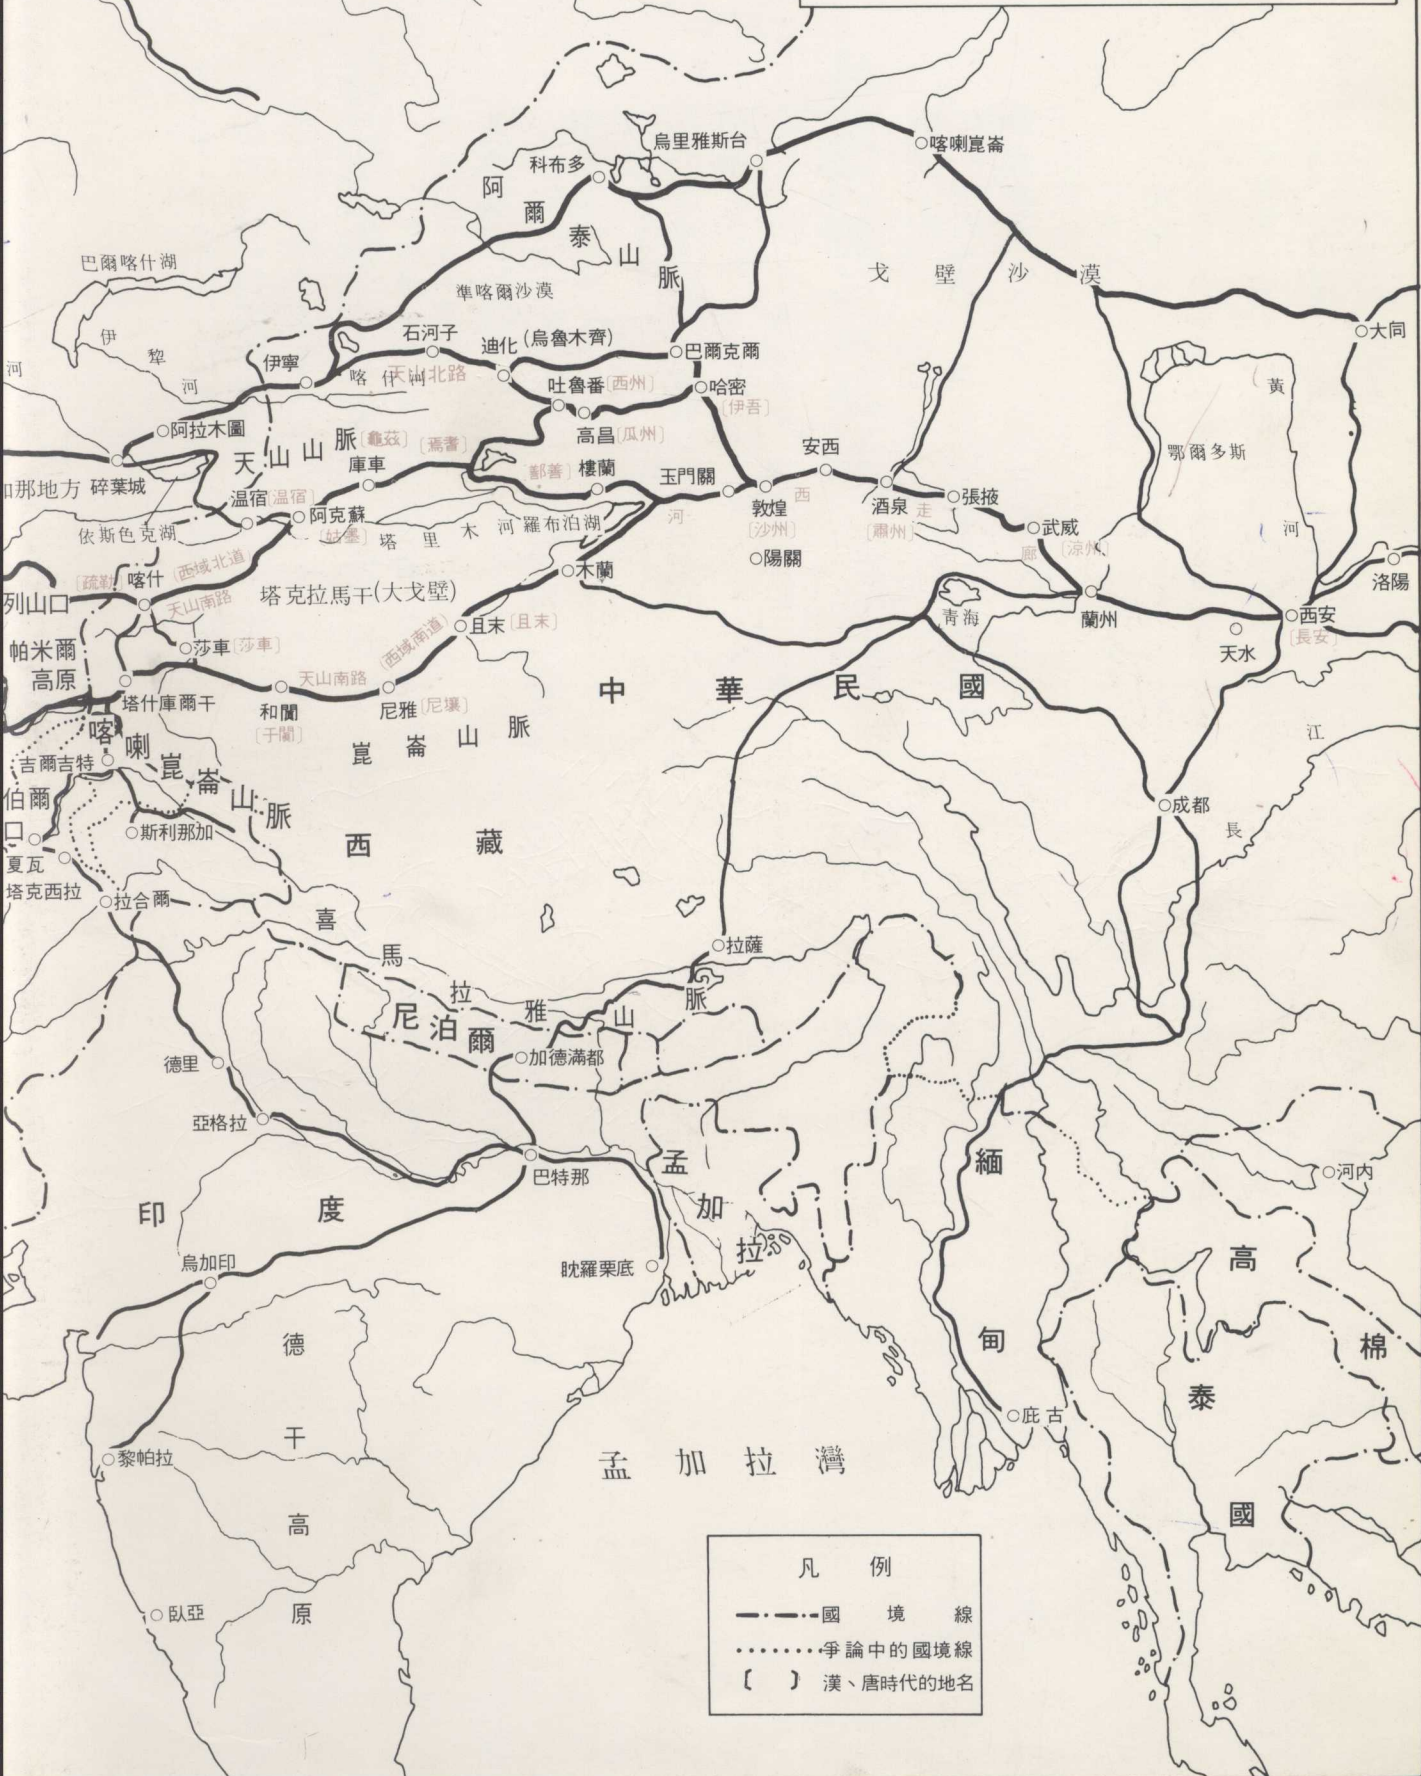 烏里雅斯台
喀喇崑崙
科布多
阿爾泰山脈
巴爾喀什湖
準喀爾沙漠
戈壁沙漠
伊犂河
河
石河子
迪化(烏魯木齊)
巴爾克爾
大同
伊寧
喀什河
天山北路
吐魯番〔西州〕
哈密
〔伊吾〕
黃河
阿拉木圖
天山山脈
〔龜茲〕
〔焉耆〕
高昌〔瓜州〕
鄂爾多斯
庫車
〔鄯善〕
樓蘭
玉門關
安西
碎葉城
加那地方
温宿〔温宿〕
阿克蘇
〔姑墨〕
敦煌
〔沙州〕
酒泉
〔肅州〕
張掖
武威
〔涼州〕
河西走廊
依斯色克湖
塔里木河
羅布泊湖
陽關
洛陽
〔疏勒〕
喀什
〔西域北道〕
天山南路
塔克拉馬干(大戈壁)
木蘭
列山口
青海
蘭州
西安
〔長安〕
且末〔且末〕
〔西域南道〕
天水
帕米爾
高原
莎車〔莎車〕
塔什庫爾干
天山南路
和闐
〔于闐〕
尼雅〔尼壤〕
中華民國
崑崙山脈
喀喇崑崙山脈
吉爾吉特
長江
伯爾
口
斯利那加
成都
西藏
夏瓦
塔克西拉
拉合爾
喜馬拉雅山脈
拉薩
尼泊爾
加德滿都
德里
亞格拉
巴特那
孟加拉
緬甸
河內
印度
烏加印
眈羅栗底
高棉
德干高原
泰國
庇古
黎帕拉
孟加拉灣
臥亞
凡例
國境線
爭論中的國境線
〔 〕漢、唐時代的地名